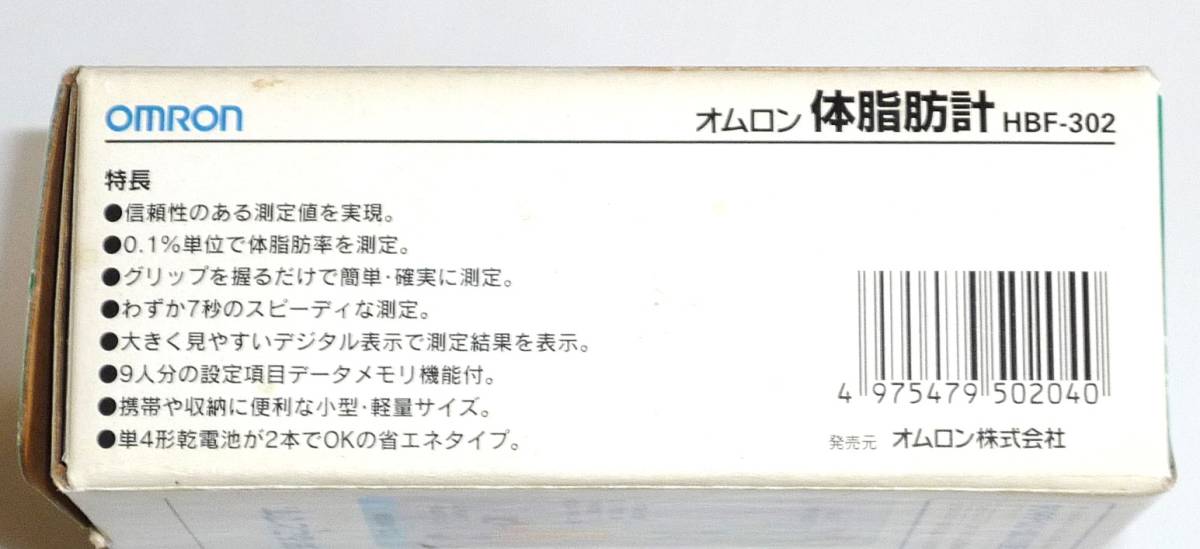 OMRON
オムロン 体脂肪計 HBF-302
特長
●信頼性のある測定値を実現。
●0.1%単位で体脂肪率を測定。
●グリップを握るだけで簡単・確実に測定。
●わずか7秒のスピーディな測定。
●大きく見やすいデジタル表示で測定結果を表示。
●9人分の設定項目データメモリ機能付。
●携帯や収納に便利な小型・軽量サイズ。
●単4形乾電池が2本でOKの省エネタイプ。
4 975479 502040
発売元 オムロン株式会社